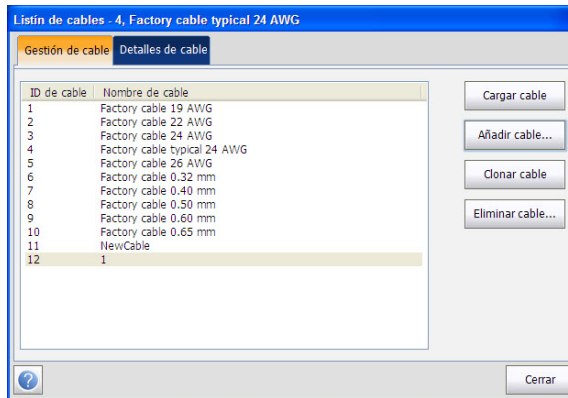 Listín de cables - 4, Factory cable typical 24 AWG
Gestión de cable Detalles de cable
ID de cable Nombre de cable
1 Factory cable 19 AWG
2 Factory cable 22 AWG
3 Factory cable 24 AWG
4 Factory cable typical 24 AWG
5 Factory cable 26 AWG
6 Factory cable 0.32 mm
7 Factory cable 0.40 mm
8 Factory cable 0.50 mm
9 Factory cable 0.60 mm
10 Factory cable 0.65 mm
11 NewCable
12 1
Cargar cable
Añadir cable...
Clonar cable
Eliminar cable...
?
Cerrar